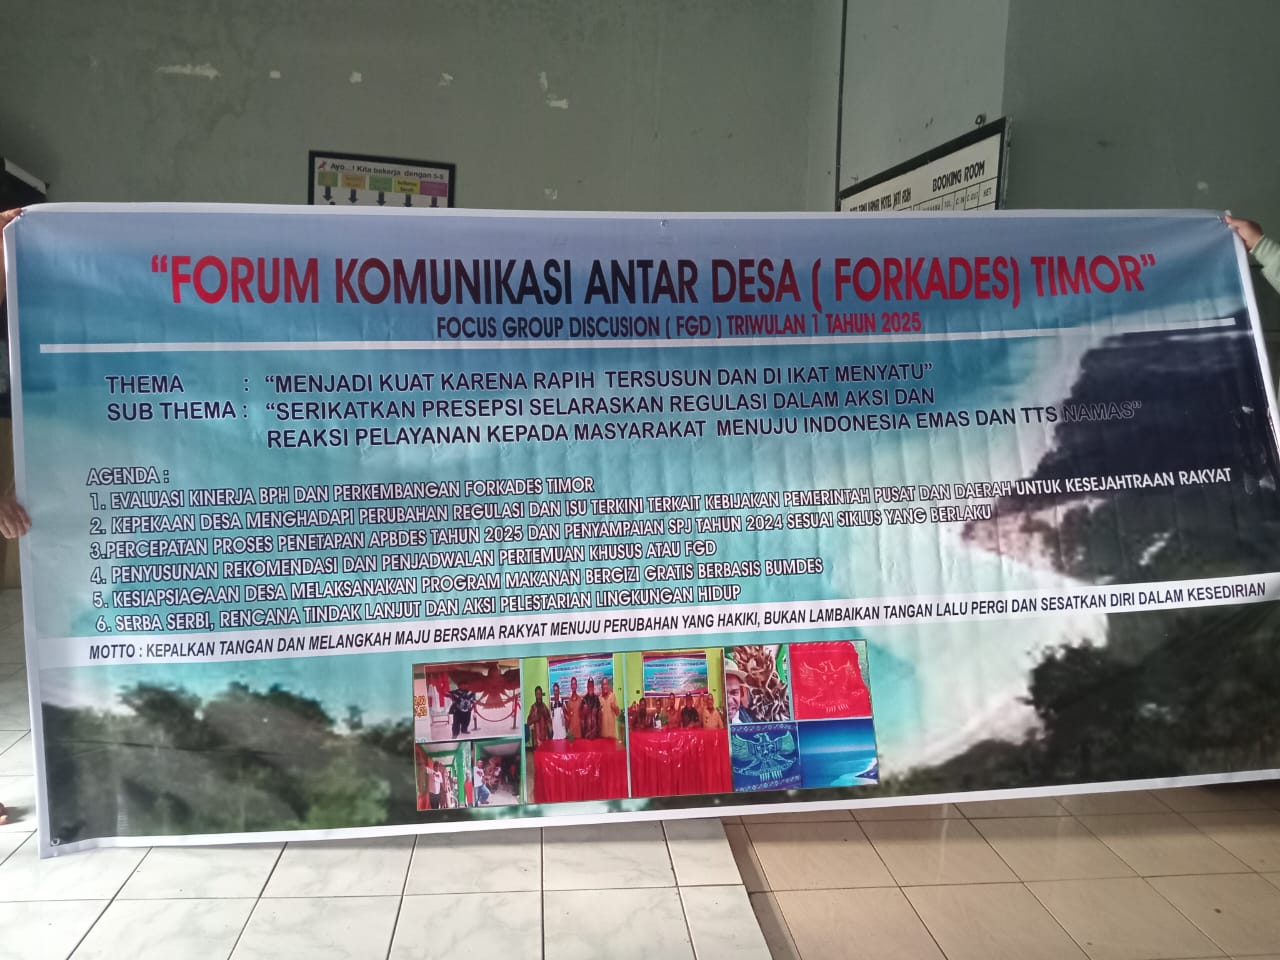 Ayo...! Kita bekerja dengan 5-S
BOOKING ROOM
"FORUM KOMUNIKASI ANTAR DESA ( FORKADES) TIMOR"
FOCUS GROUP DISCUSION ( FGD ) TRIWULAN 1 TAHUN 2025
THEMA : "MENJADI KUAT KARENA RAPIH TERSUSUN DAN DI IKAT MENYATU"
SUB THEMA : "SERIKATKAN PRESEPSI SELARASKAN REGULASI DALAM AKSI DAN
REAKSI PELAYANAN KEPADA MASYARAKAT MENUJU INDONESIA EMAS DAN TTS NAMAS"
AGENDA :
1. EVALUASI KINERJA BPH DAN PERKEMBANGAN FORKADES TIMOR
2. KEPEKAAN DESA MENGHADAPI PERUBAHAN REGULASI DAN ISU TERKINI TERKAIT KEBIJAKAN PEMERINTAH PUSAT DAN DAERAH UNTUK KESEJAHTRAAN RAKYAT
3.PERCEPATAN PROSES PENETAPAN APBDES TAHUN 2025 DAN PENYAMPAIAN SPJ TAHUN 2024 SESUAI SIKLUS YANG BERLAKU
4. PENYUSUNAN REKOMENDASI DAN PENJADWALAN PERTEMUAN KHUSUS ATAU FGD
5. KESIAPSIAGAAN DESA MELAKSANAKAN PROGRAM MAKANAN BERGIZI GRATIS BERBASIS BUMDES
6. SERBA SERBI, RENCANA TINDAK LANJUT DAN AKSI PELESTARIAN LINGKUNGAN HIDUP
MOTTO : KEPALKAN TANGAN DAN MELANGKAH MAJU BERSAMA RAKYAT MENUJU PERUBAHAN YANG HAKIKI, BUKAN LAMBAIKAN TANGAN LALU PERGI DAN SESATKAN DIRI DALAM KESEDIRIAN